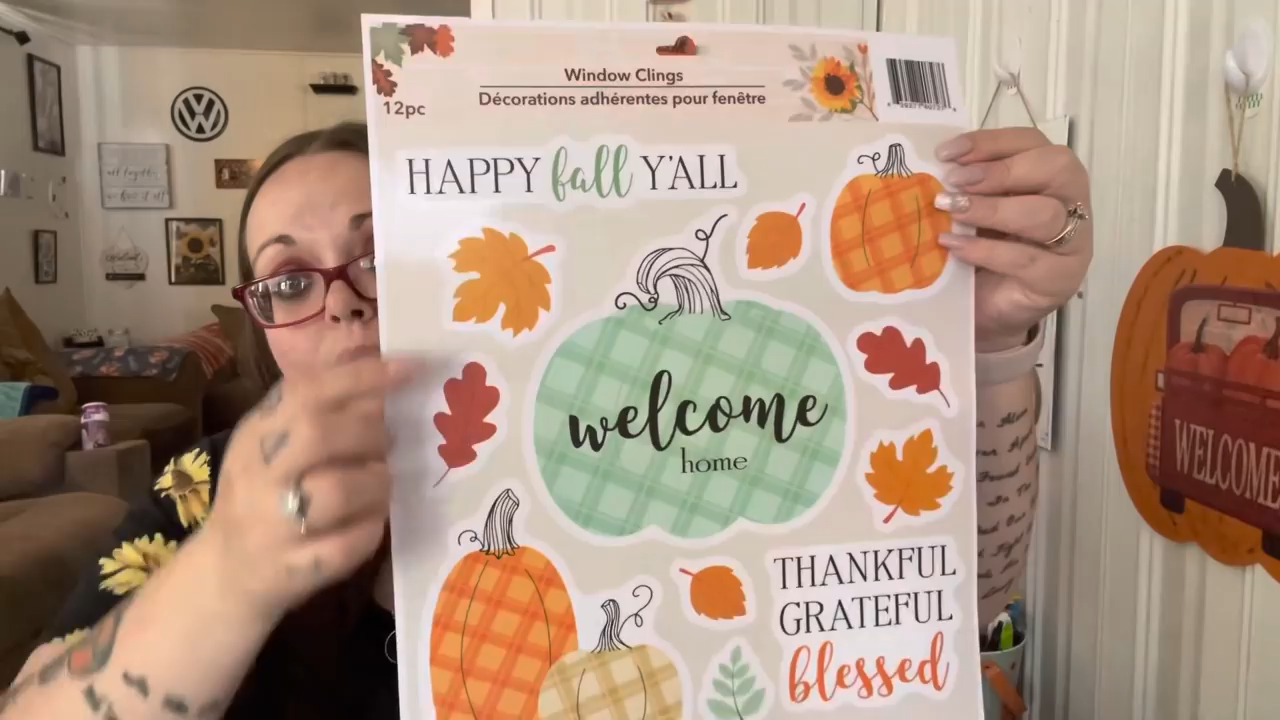 Window Clings
Décorations adhérentes pour fenêtre
12pc
HAPPY fall Y'ALL
welcome
home
THANKFUL
GRATEFUL
blessed
WELCOME